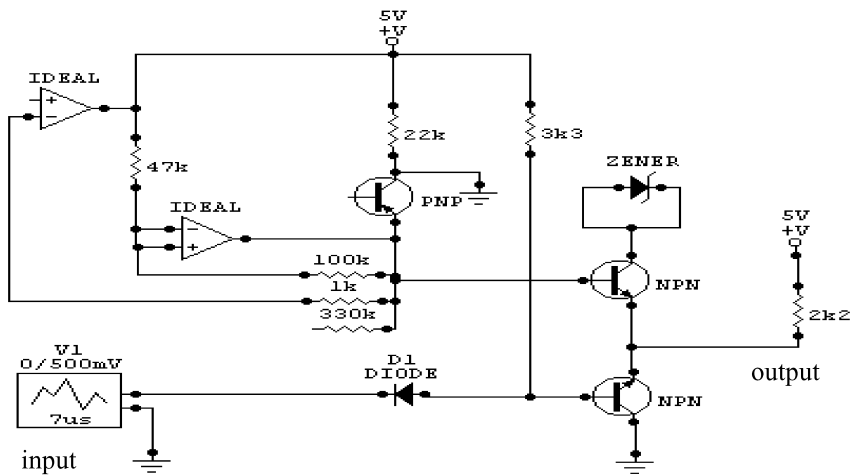 5V
+V
IDEAL
22k
3k3
47k
ZENER
IDEAL
PNP
5V
+V
100k
1k
NPN
330k
2k2
V1
0/500mV
D1
DIODE
output
NPN
7us
input